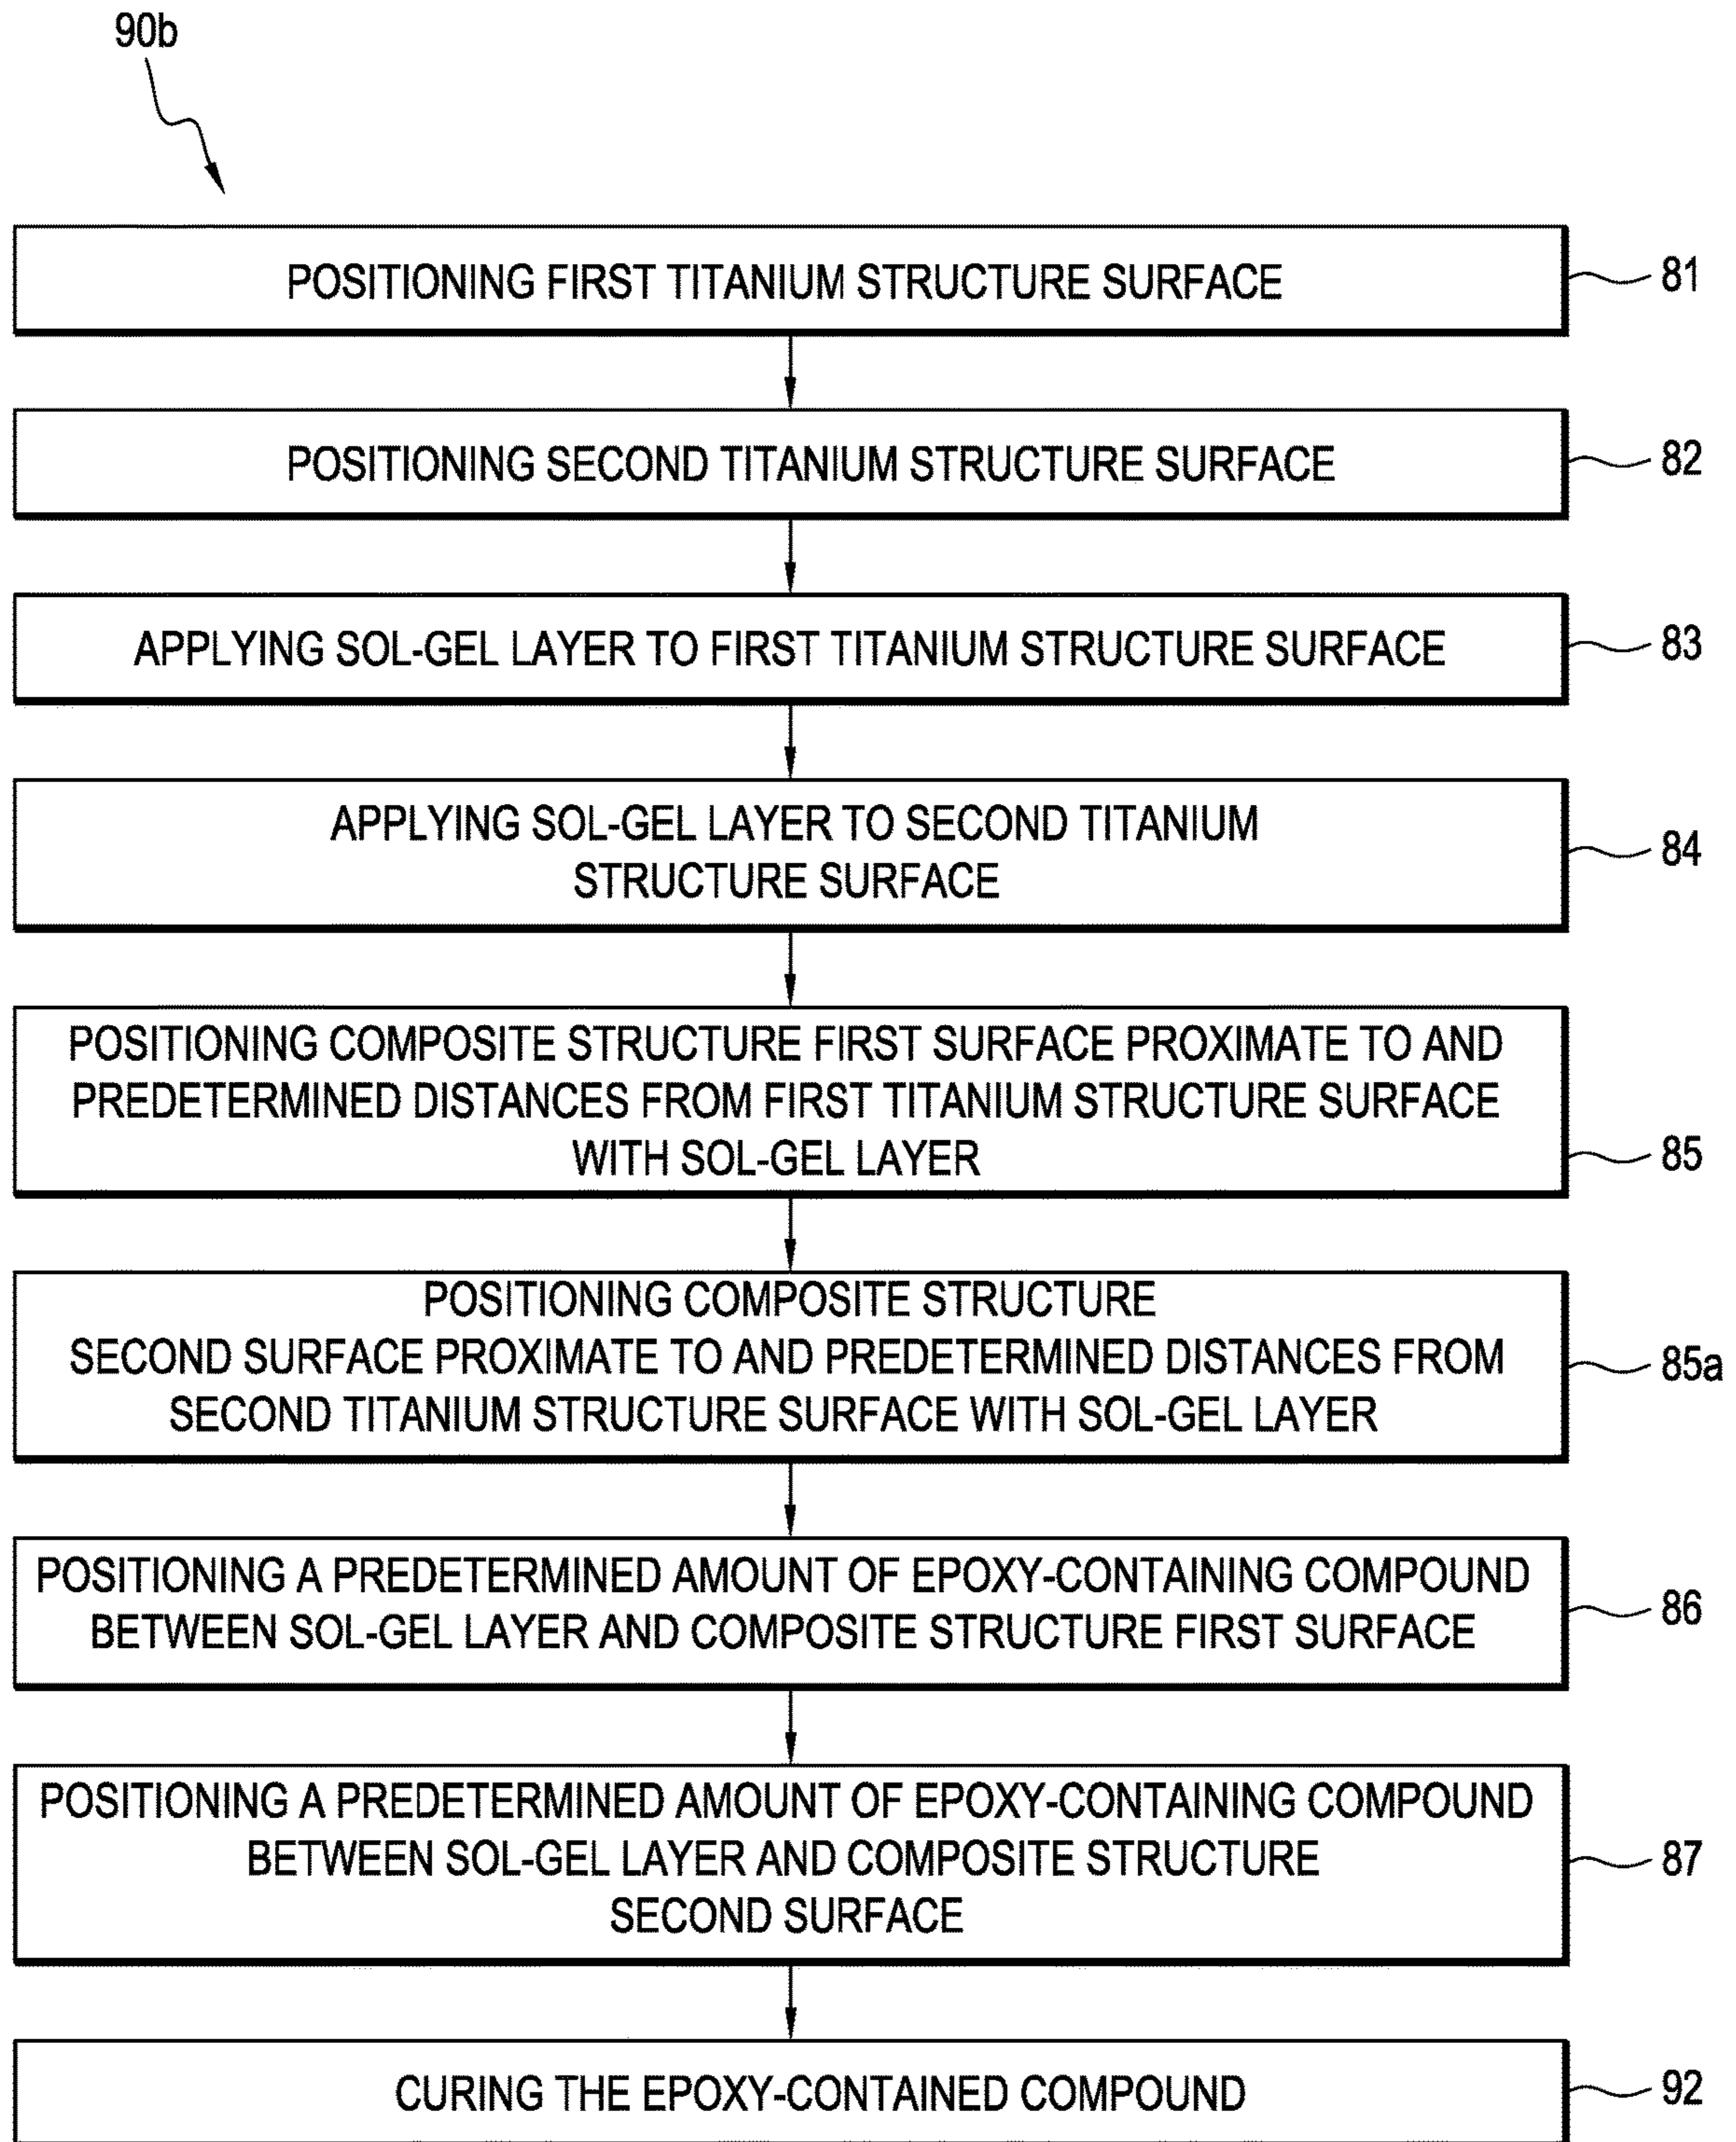 90b
POSITIONING FIRST TITANIUM STRUCTURE SURFACE
81
POSITIONING SECOND TITANIUM STRUCTURE SURFACE
82
APPLYING SOL-GEL LAYER TO FIRST TITANIUM STRUCTURE SURFACE
83
APPLYING SOL-GEL LAYER TO SECOND TITANIUM
STRUCTURE SURFACE
84
POSITIONING COMPOSITE STRUCTURE FIRST SURFACE PROXIMATE TO AND
PREDETERMINED DISTANCES FROM FIRST TITANIUM STRUCTURE SURFACE
WITH SOL-GEL LAYER
85
POSITIONING COMPOSITE STRUCTURE
SECOND SURFACE PROXIMATE TO AND PREDETERMINED DISTANCES FROM
SECOND TITANIUM STRUCTURE SURFACE WITH SOL-GEL LAYER
85a
POSITIONING A PREDETERMINED AMOUNT OF EPOXY-CONTAINING COMPOUND
BETWEEN SOL-GEL LAYER AND COMPOSITE STRUCTURE FIRST SURFACE
86
POSITIONING A PREDETERMINED AMOUNT OF EPOXY-CONTAINING COMPOUND
BETWEEN SOL-GEL LAYER AND COMPOSITE STRUCTURE
SECOND SURFACE
87
CURING THE EPOXY-CONTAINED COMPOUND
92